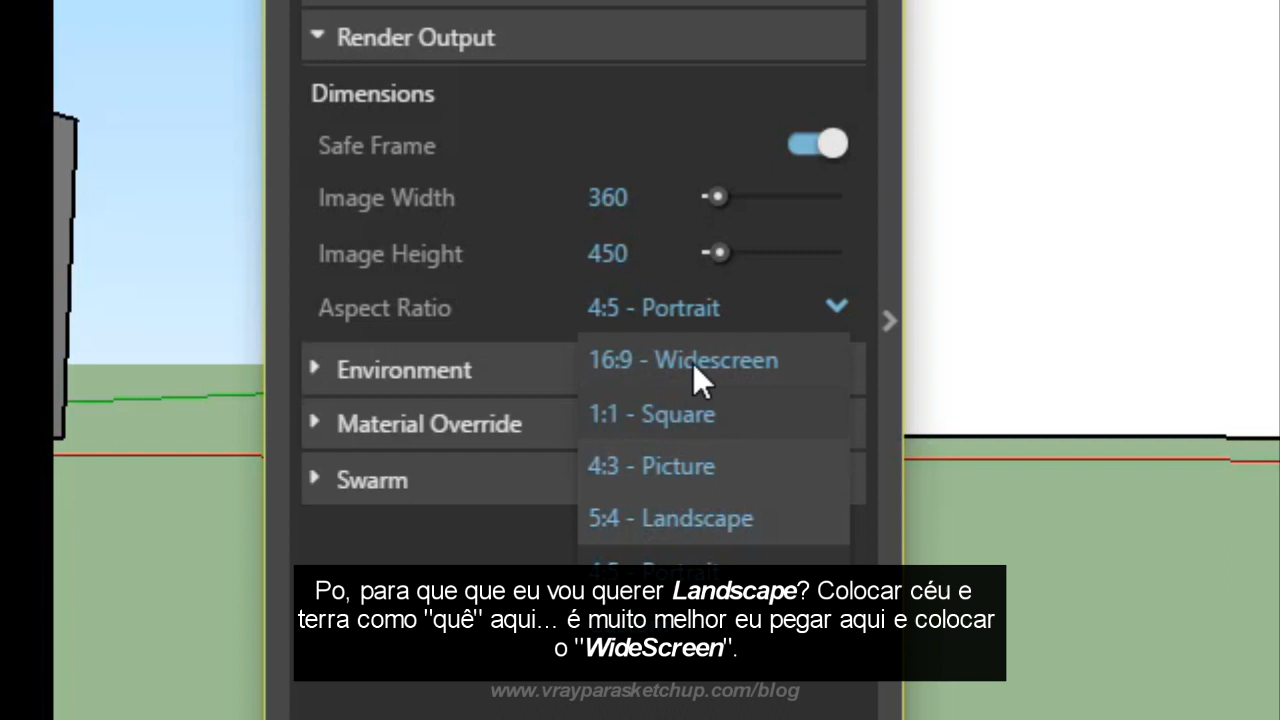 Render Output
Dimensions
Safe Frame
Image Width 360
Image Height 450
Aspect Ratio 4:5 - Portrait
16:9 - Widescreen
Environment
1:1 - Square
Material Override
4:3 - Picture
Swarm
5:4 - Landscape
4:5 - Portrait
Po, para que que eu vou querer Landscape? Colocar céu e
terra como "quê" aqui... é muito melhor eu pegar aqui e colocar
o "WideScreen".
www.vrayparasketchup.com/blog